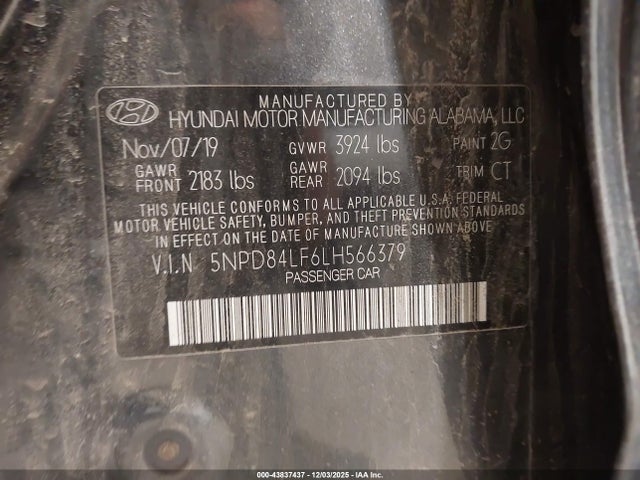 MANUFACTURED BY
HYUNDAI MOTOR MANUFACTURING ALABAMA, LLC
Nov/07/19 GVWR 3924 lbs PAINT 2G
GAWR FRONT 2183 lbs GAWR REAR 2094 lbs TRIM CT
THIS VEHICLE CONFORMS TO ALL APPLICABLE U.S.A. FEDERAL
MOTOR VEHICLE SAFETY, BUMPER, AND THEFT PREVENTION STANDARDS
IN EFFECT ON THE DATE OF MANUFACTURE SHOWN ABOVE
V.I.N 5NPD84LF6LH566379
PASSENGER CAR
000-43837437 - 12/03/2025 - IAA Inc.